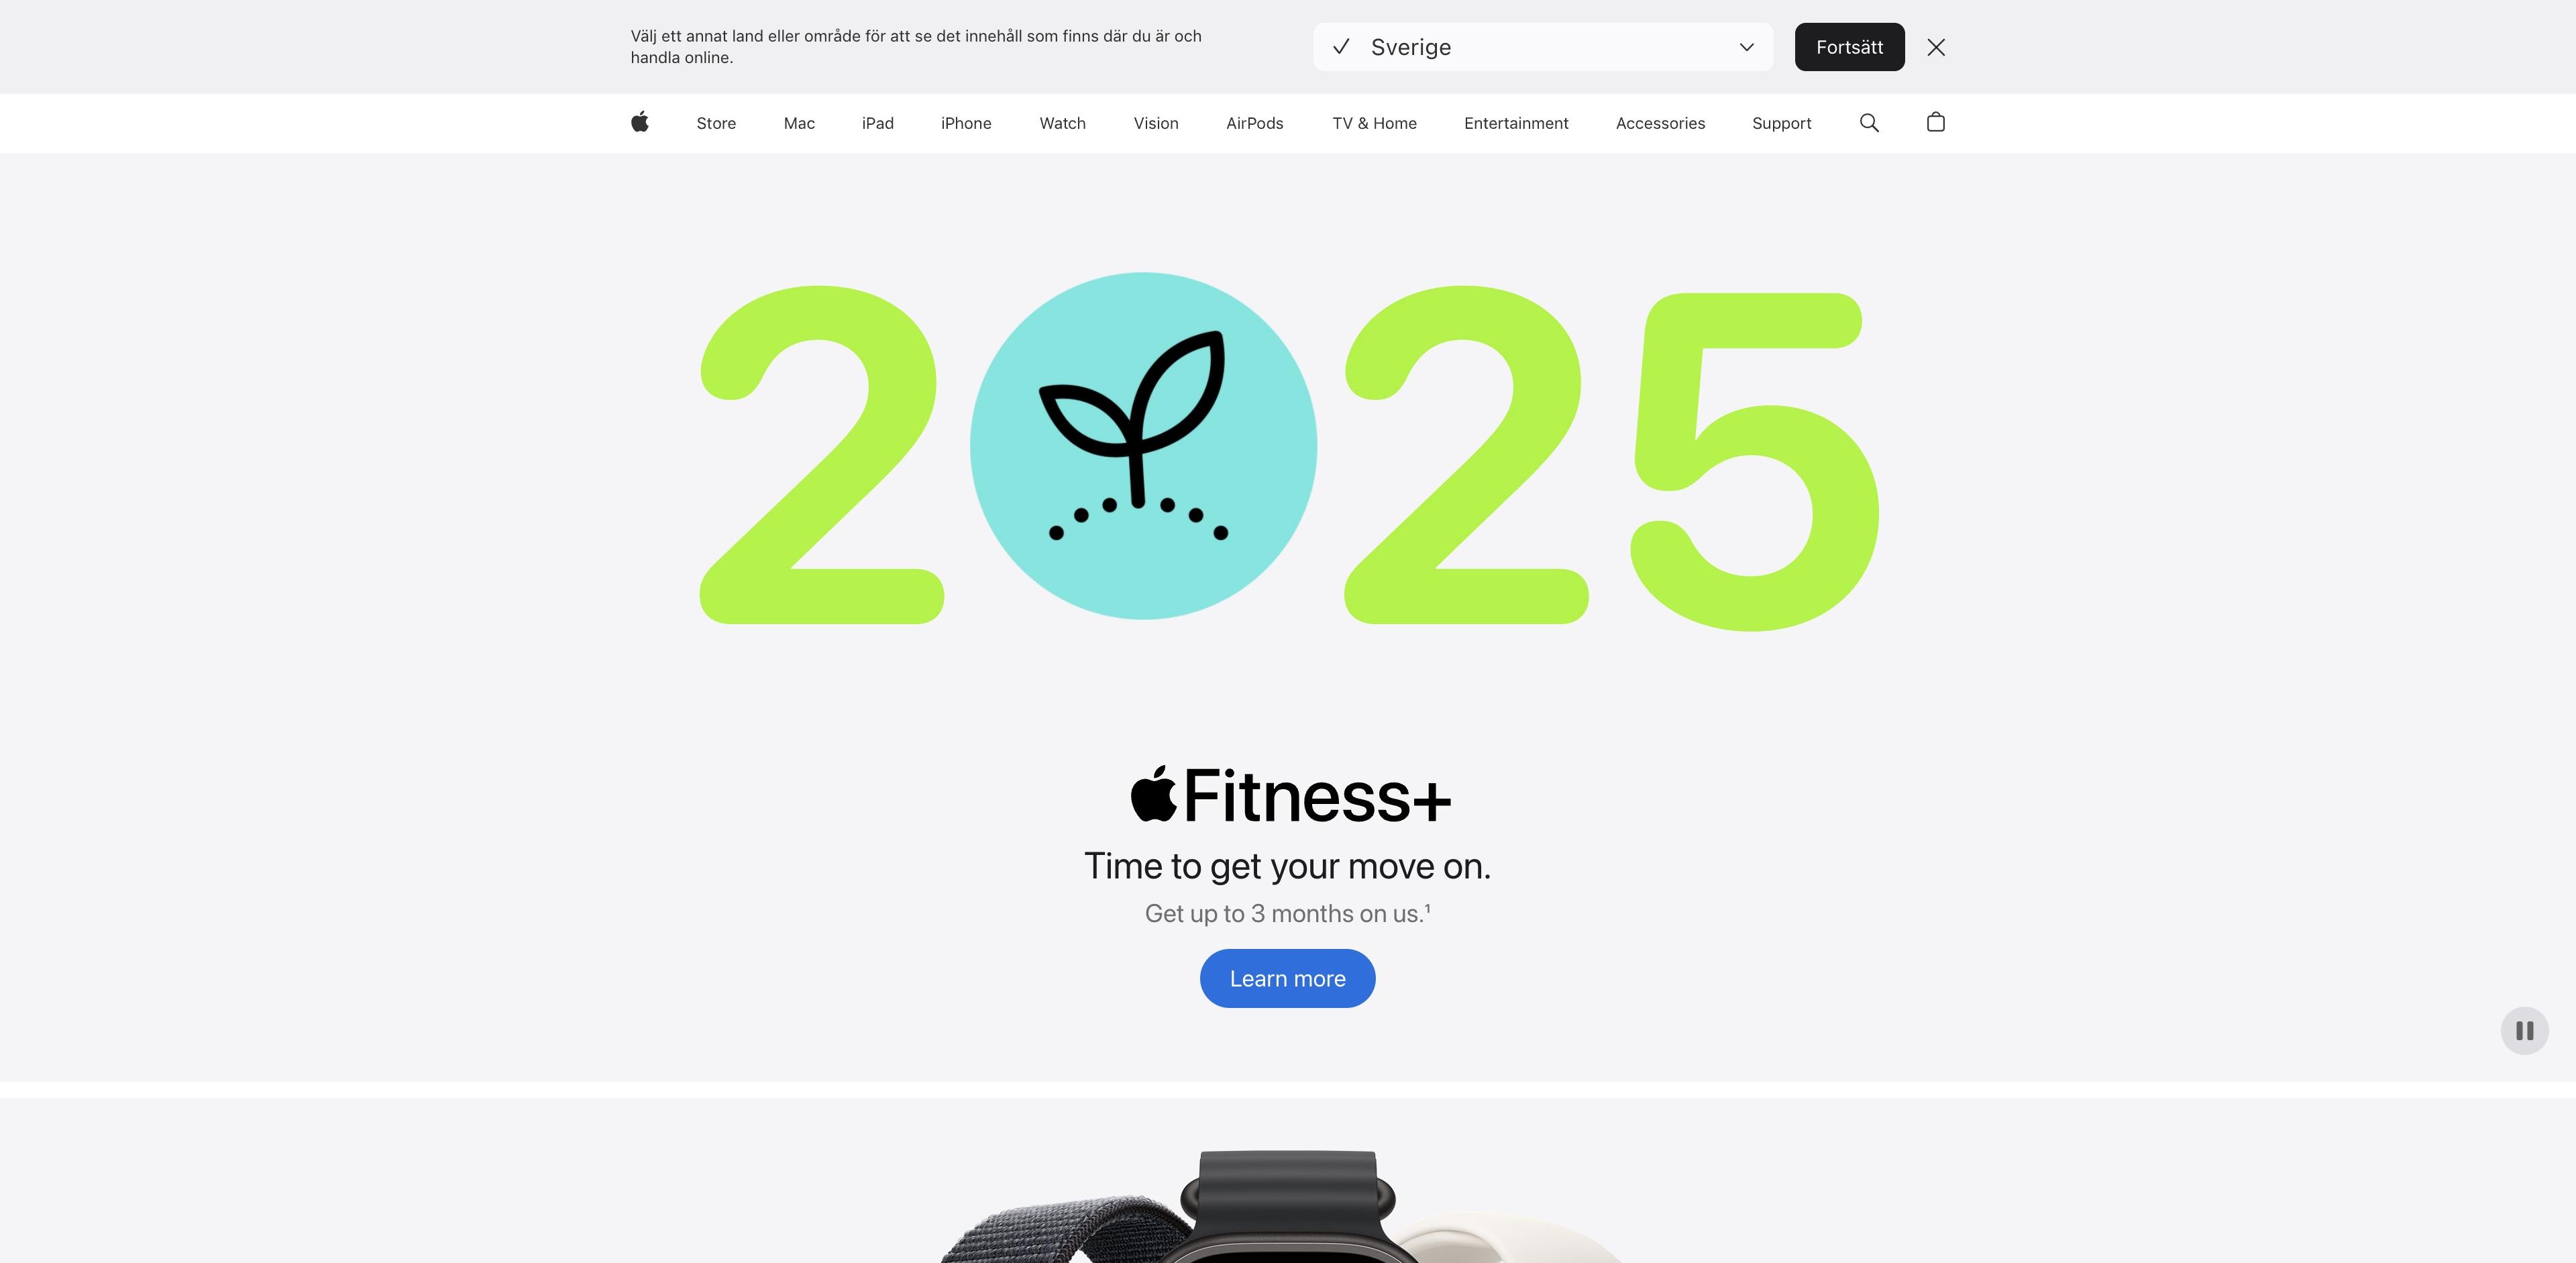 Välj ett annat land eller område för att se det innehåll som finns där du är och
handla online.
Sverige
Fortsätt
Store Mac iPad iPhone Watch Vision AirPods TV & Home Entertainment Accessories Support
2025
Fitness+
Time to get your move on.
Get up to 3 months on us.¹
Learn more